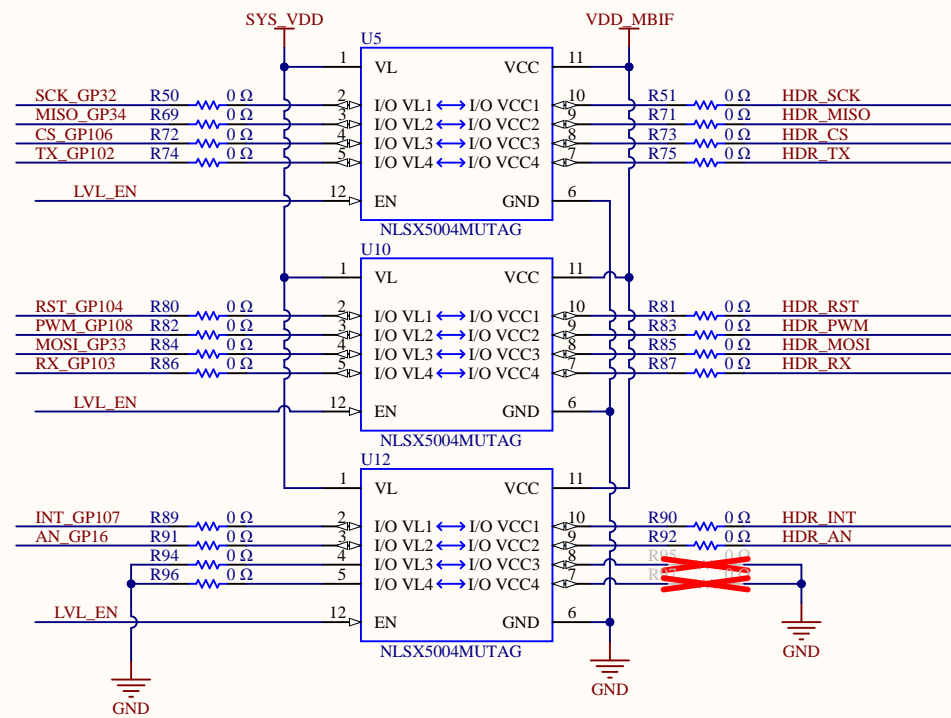 SYS_VDD VDD_MBIF
U5
1 VL VCC 11
SCK_GP32 R50 0 Ω 2 I/O VL1 I/O VCC1 10 R51 0 Ω HDR_SCK
MISO_GP34 R69 0 Ω 3 I/O VL2 I/O VCC2 9 R71 0 Ω HDR_MISO
CS_GP106 R72 0 Ω 4 I/O VL3 I/O VCC3 8 R73 0 Ω HDR_CS
TX_GP102 R74 0 Ω 5 I/O VL4 I/O VCC4 7 R75 0 Ω HDR_TX
LVL_EN 12 EN GND 6
NLSX5004MUTAG
U10
1 VL VCC 11
RST_GP104 R80 0 Ω 2 I/O VL1 I/O VCC1 10 R81 0 Ω HDR_RST
PWM_GP108 R82 0 Ω 3 I/O VL2 I/O VCC2 9 R83 0 Ω HDR_PWM
MOSI_GP33 R84 0 Ω 4 I/O VL3 I/O VCC3 8 R85 0 Ω HDR_MOSI
RX_GP103 R86 0 Ω 5 I/O VL4 I/O VCC4 7 R87 0 Ω HDR_RX
LVL_EN 12 EN GND 6
NLSX5004MUTAG
U12
1 VL VCC 11
INT_GP107 R89 0 Ω 2 I/O VL1 I/O VCC1 10 R90 0 Ω HDR_INT
AN_GP16 R91 0 Ω 3 I/O VL2 I/O VCC2 9 R92 0 Ω HDR_AN
R94 0 Ω 4 I/O VL3 I/O VCC3 8 R95 0 Ω
R96 0 Ω 5 I/O VL4 I/O VCC4 7
LVL_EN 12 EN GND 6
NLSX5004MUTAG
GND
GND
GND